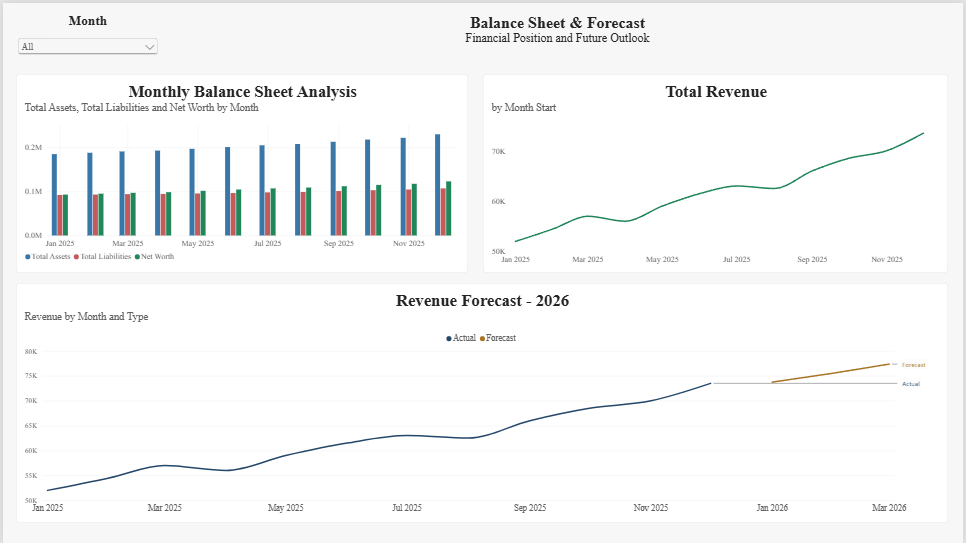 Month
All
Balance Sheet & Forecast
Financial Position and Future Outlook
Monthly Balance Sheet Analysis
Total Assets, Total Liabilities and Net Worth by Month
0.2M
0.1M
0.0M
Jan 2025 Mar 2025 May 2025 Jul 2025 Sep 2025 Nov 2025
Total Assets Total Liabilities Net Worth
Total Revenue
by Month Start
70K
60K
50K
Jan 2025 Mar 2025 May 2025 Jul 2025 Sep 2025 Nov 2025
Revenue Forecast - 2026
Revenue by Month and Type
Actual Forecast
80K
75K
70K
65K
60K
55K
50K
Forecast
Actual
Jan 2025 Mar 2025 May 2025 Jul 2025 Sep 2025 Nov 2025 Jan 2026 Mar 2026